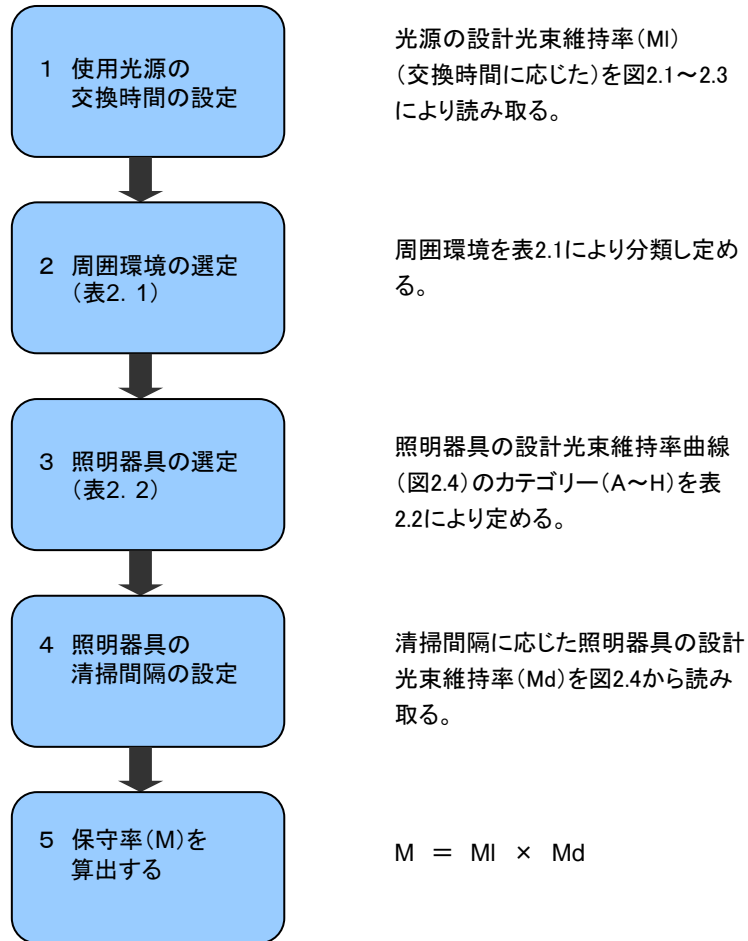 1 使用光源の
交換時間の設定
光源の設計光束維持率(Ml)
(交換時間に応じた)を図2.1～2.3
により読み取る。
2 周囲環境の選定
(表2．1)
周囲環境を表2.1により分類し定め
る。
3 照明器具の選定
(表2．2)
照明器具の設計光束維持率曲線
(図2.4)のカテゴリー(A～H)を表
2.2により定める。
4 照明器具の
清掃間隔の設定
清掃間隔に応じた照明器具の設計
光束維持率(Md)を図2.4から読み
取る。
5 保守率(M)を
算出する
M ＝ Ml × Md